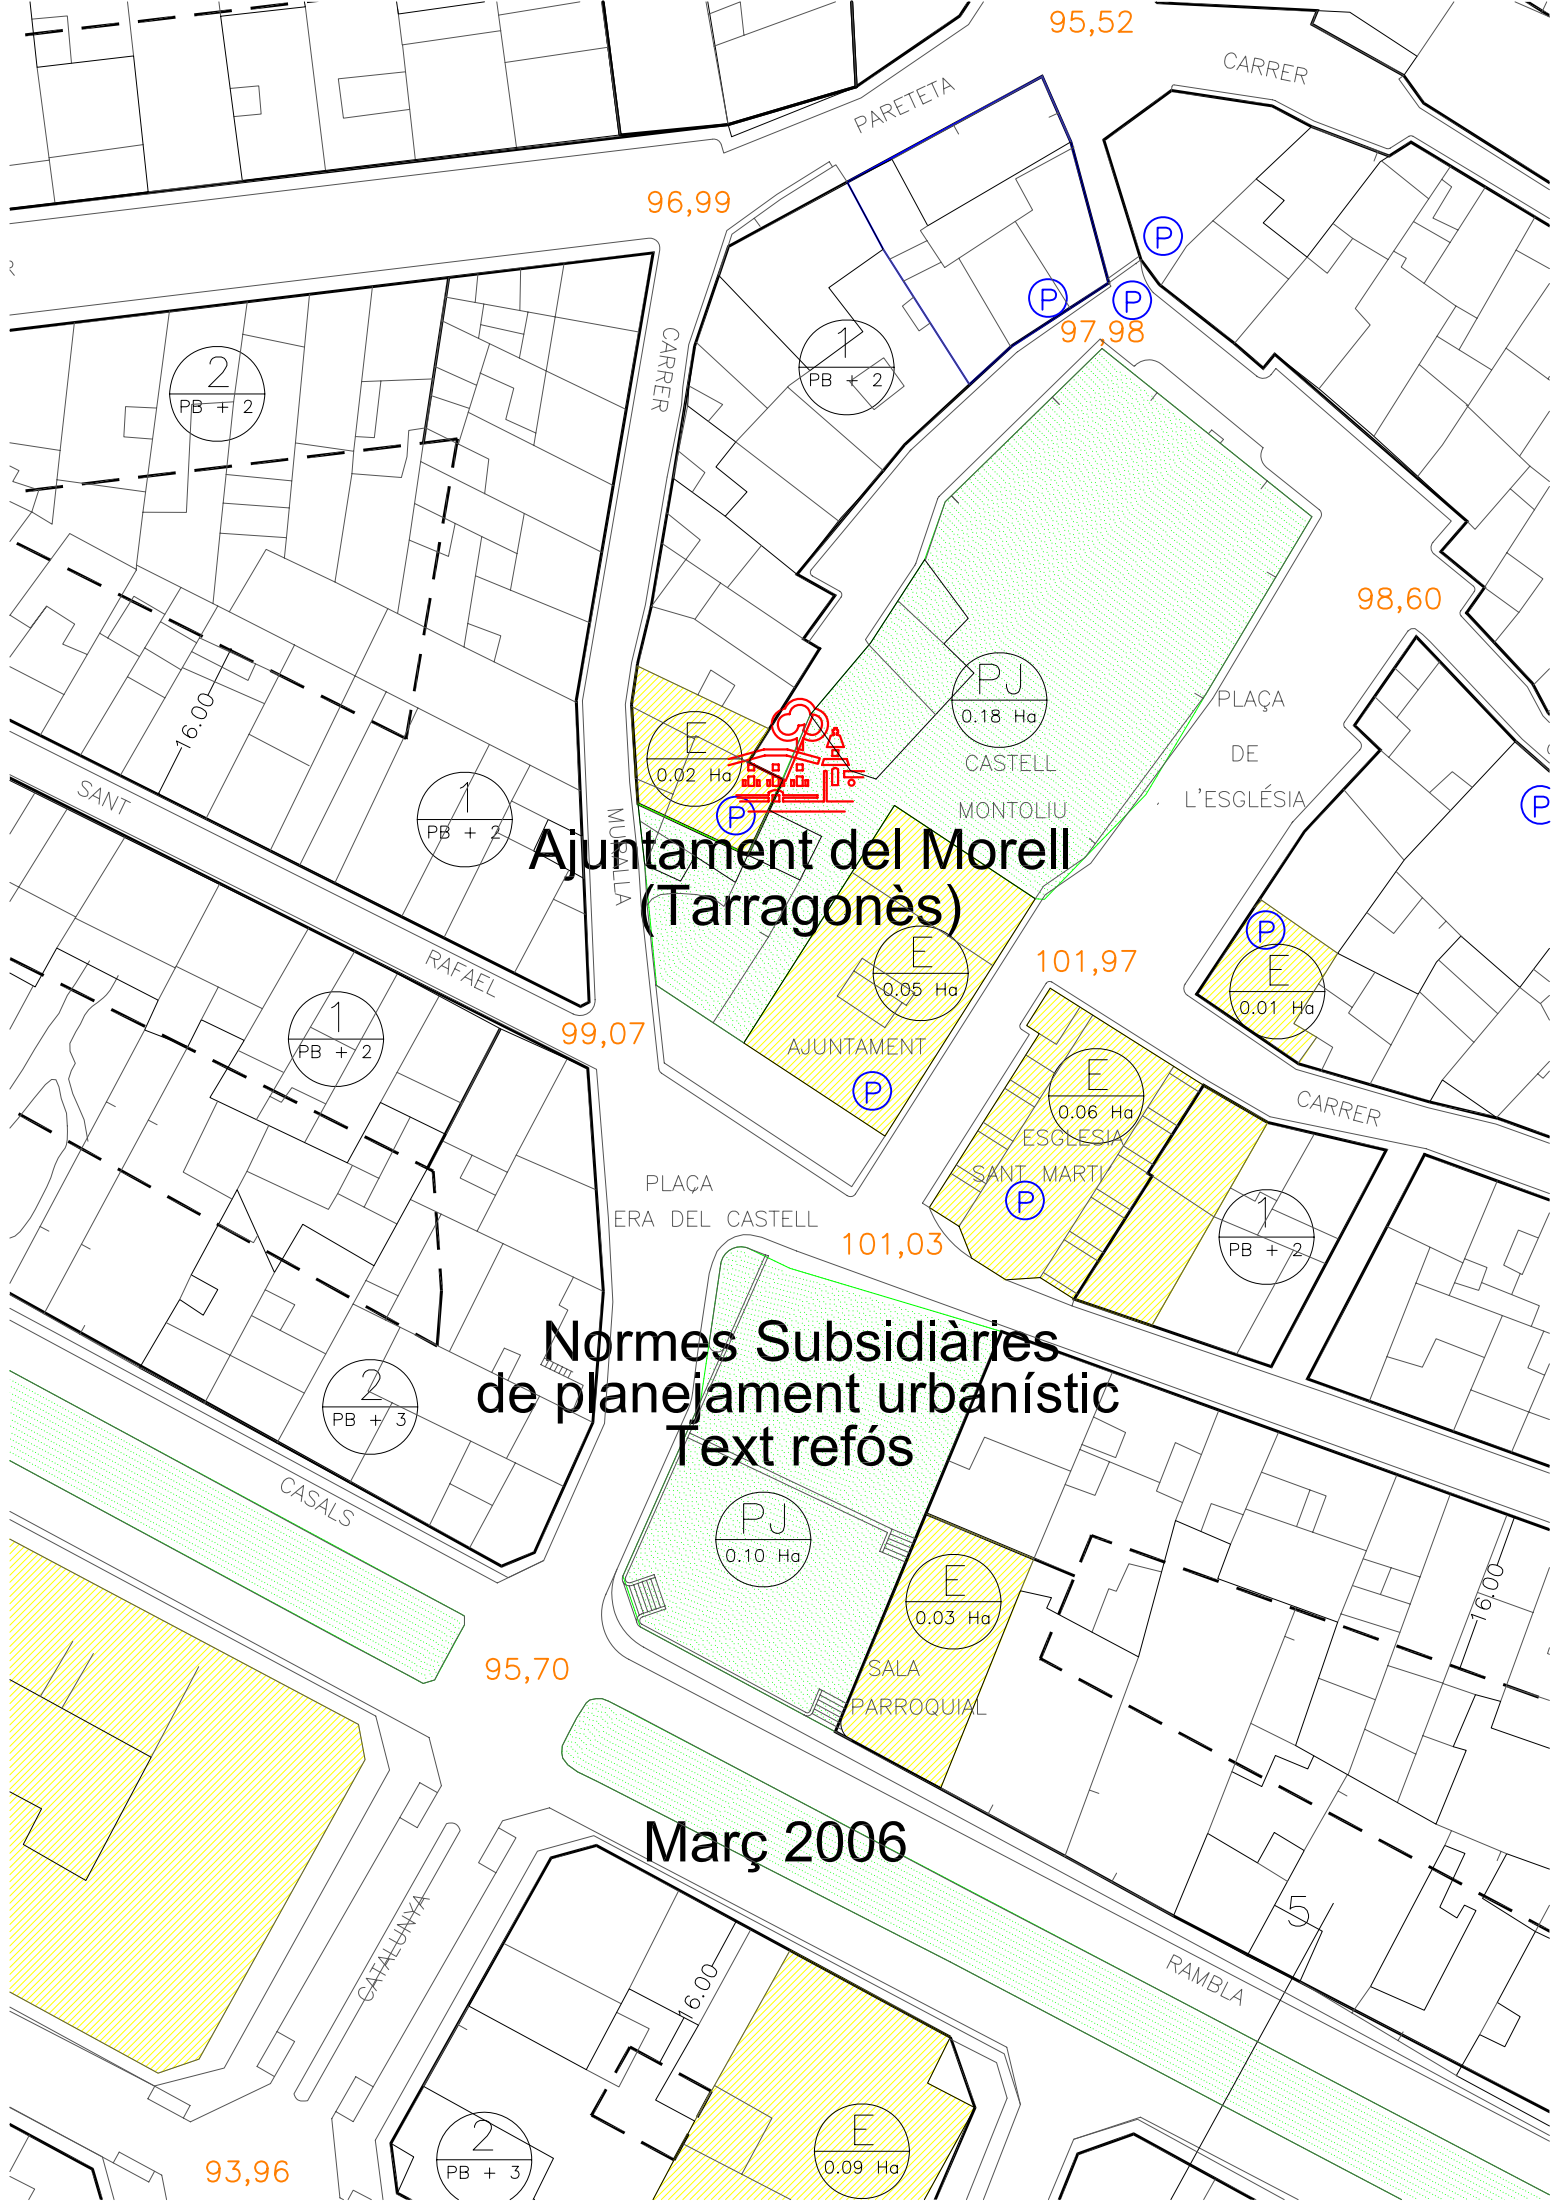 95,52
CARRER
PARETETA
96,99
P
P
P
97,98
CARRER
1
PB + 2
2
PB + 2
98,60
PJ
0.18 Ha
PLAÇA
DE
L'ESGLÉSIA
16.00
E
0.02 Ha
CASTELL
MONTOLIU
SANT
1
PB + 2
P
P
MURALLA
Ajuntament del Morell
(Tarragonès)
P
E
0.01 Ha
RAFAEL
E
0.05 Ha
101,97
1
PB + 2
99,07
AJUNTAMENT
P
E
0.06 Ha
CARRER
ESGLESIA
SANT MARTI
P
PLAÇA
ERA DEL CASTELL
101,03
1
PB + 2
Normes Subsidiàries
de planejament urbanístic
Text refós
2
PB + 3
CASALS
PJ
0.10 Ha
E
0.03 Ha
16.00
95,70
SALA
PARROQUIAL
Març 2006
CATALUNYA
5
RAMBLA
16.00
2
PB + 3
E
0.09 Ha
93,96